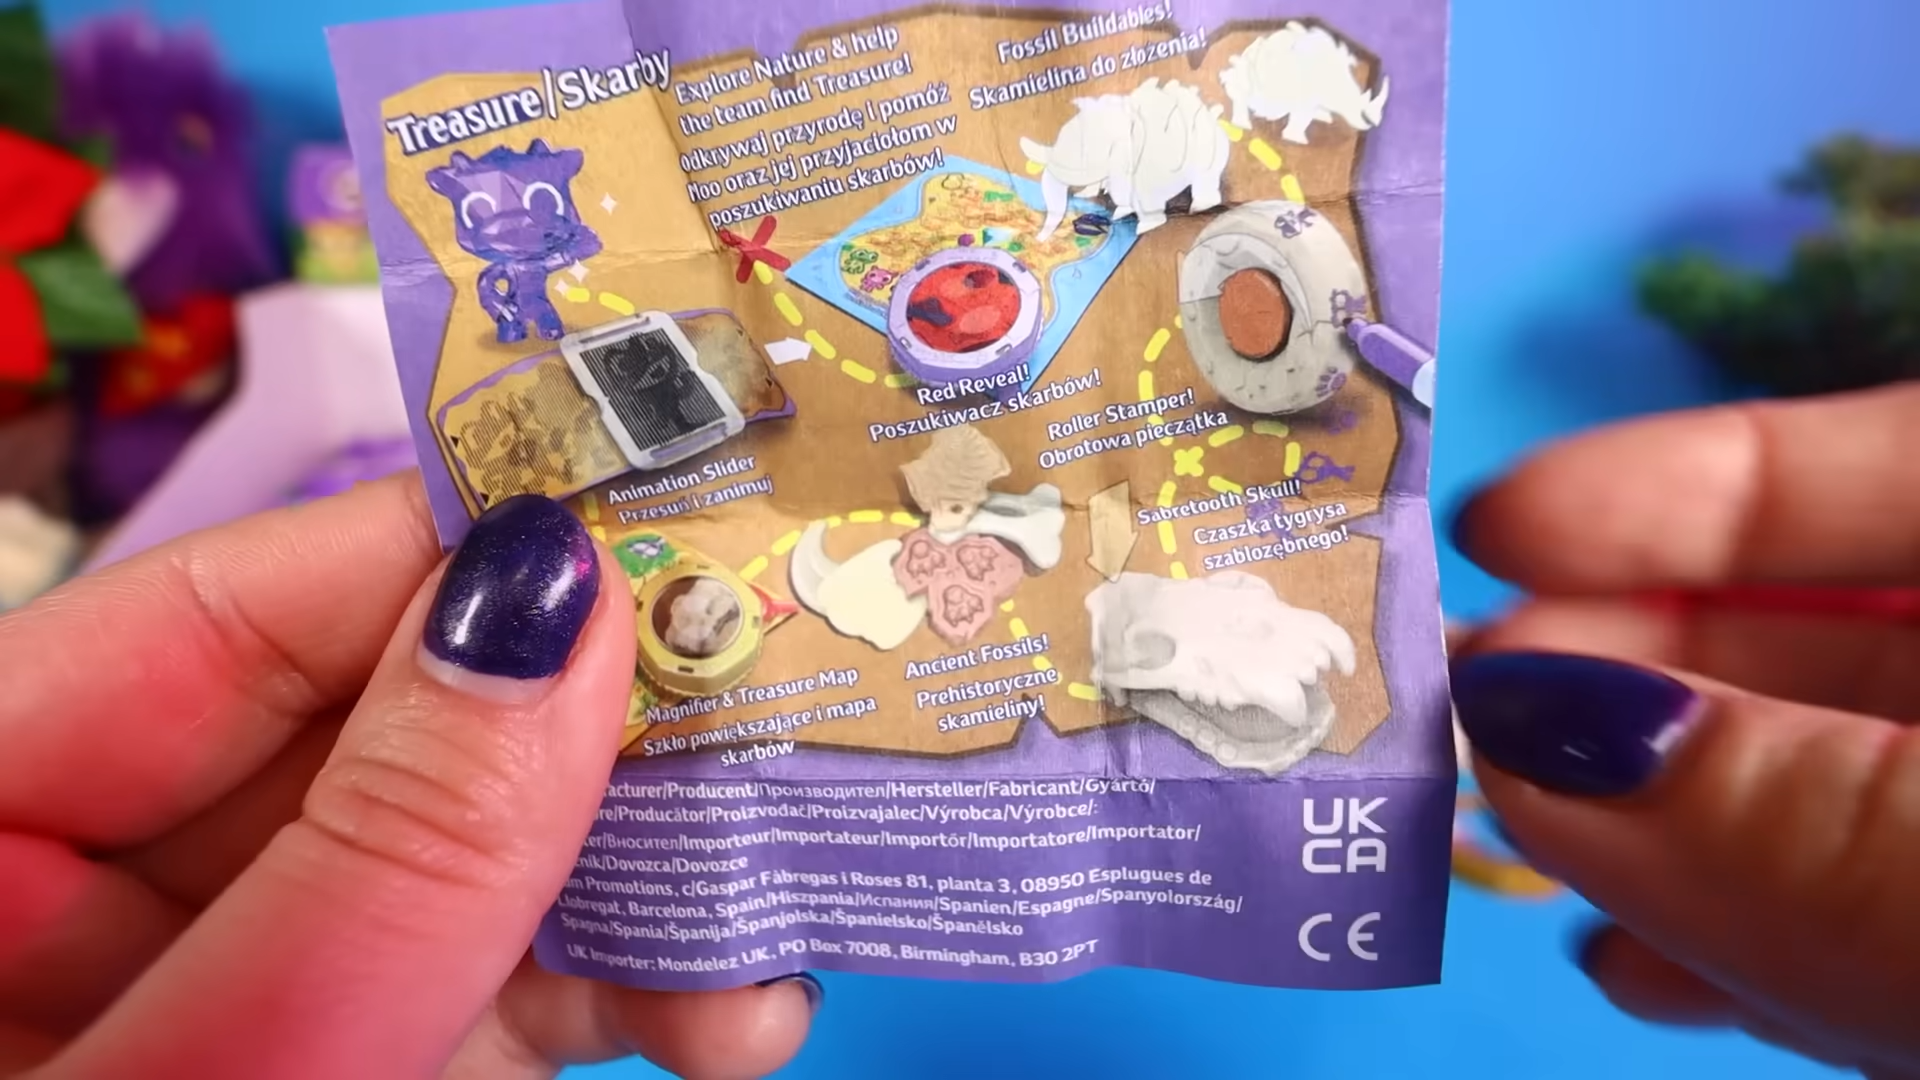 Treasure/Skarby
Explore Nature & help
the team find Treasure!
Odkrywaj przyrodę i pomóż
Moo oraz jej przyjaciołom w
poszukiwaniu skarbów!
Fossil Buildables!
Skamielina do złożenia!
Red Reveal!
Poszukiwacz skarbów!
Roller Stamper!
Obrotowa pieczątka
Animation Slider
Przesuń i zanimuj
Sabretooth Skull!
Czaszka tygrysa
szablozębnego!
Magnifier & Treasure Map
Szkło powiększające i mapa
skarbów
Ancient Fossils!
Prehistoryczne
skamieliny!
acturer/Producent/Производител/Hersteller/Fabricant/Gyártó/
re/Producător/Proizvođač/Proizvajalec/Výrobca/Výrobce/:
er/Вносител/Importeur/Importateur/Importőr/Importatore/Importator/
nik/Dovozca/Dovozce
m Promotions, c/Gaspar Fàbregas i Roses 81, planta 3, 08950 Esplugues de
Llobregat, Barcelona, Spain/Hiszpania/Испания/Spanien/Espagne/Spanyolország/
Spagna/Spania/Španija/Španjolska/Španielsko/Španělsko
UK Importer: Mondelez UK, PO Box 7008, Birmingham, B30 2PT
UK
CA
CE